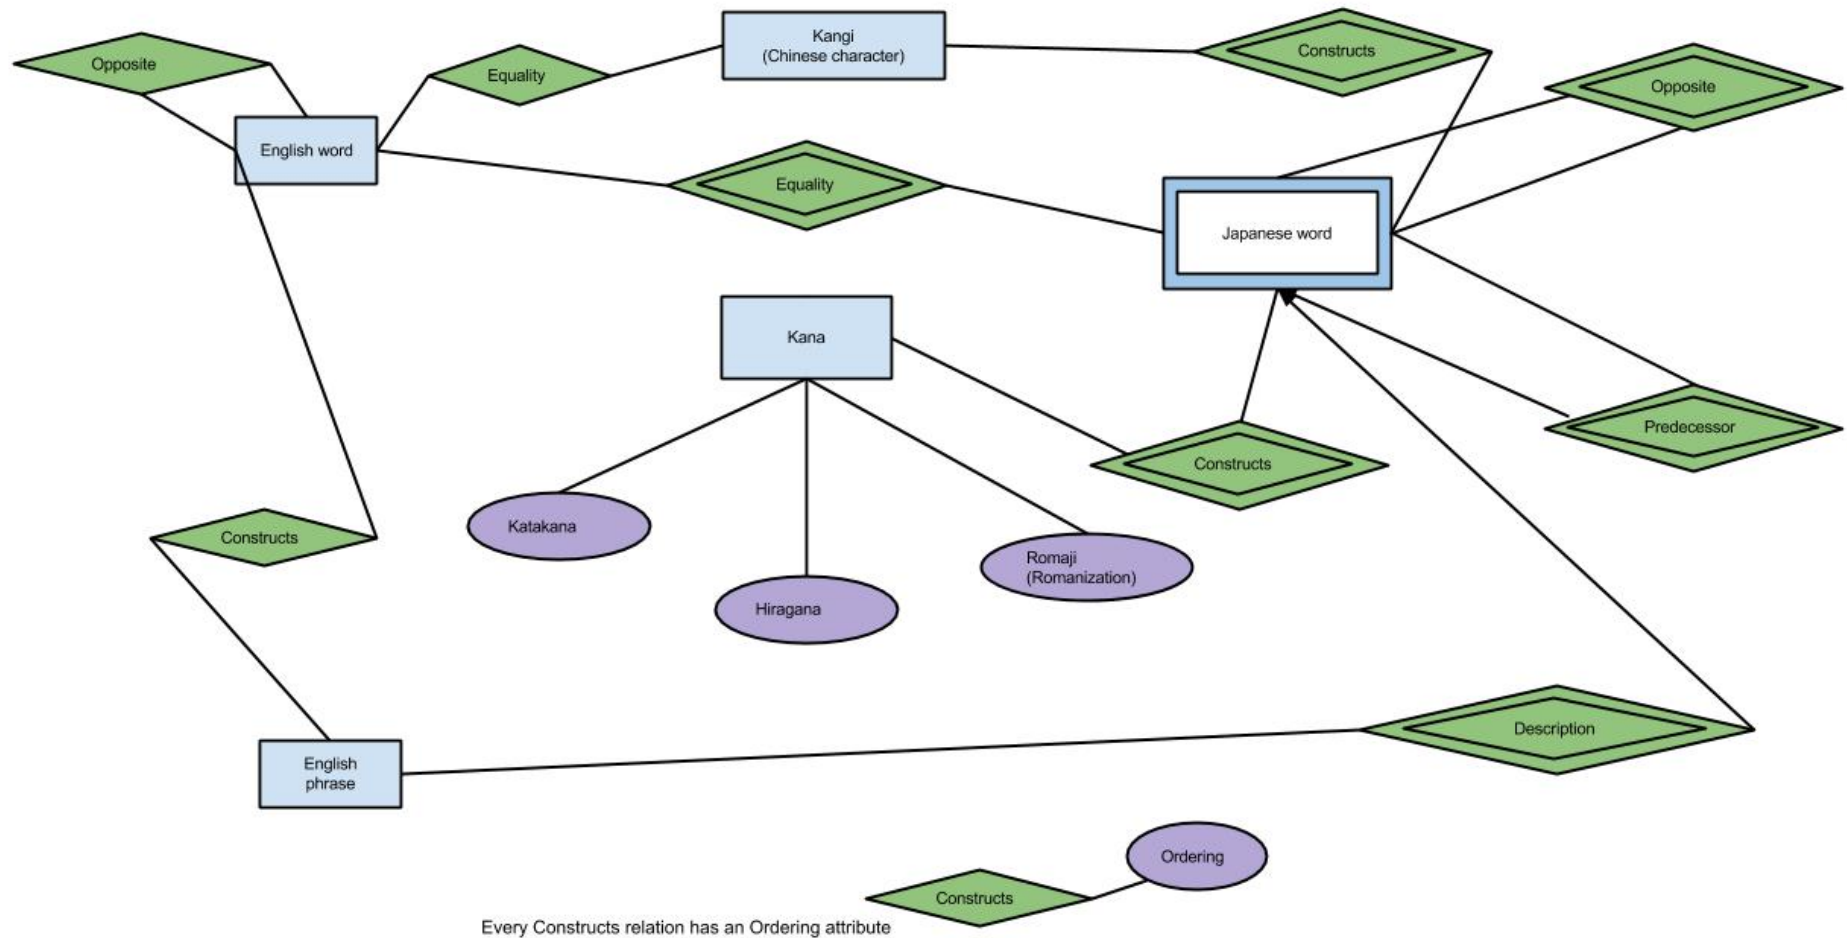 Kangi
(Chinese character)
Constructs
Opposite
Equality
Opposite
English word
Equality
Japanese word
Kana
Predecessor
Constructs
Katakana
Constructs
Romaji
(Romanization)
Hiragana
Description
English
phrase
Ordering
Constructs
Every Constructs relation has an Ordering attribute